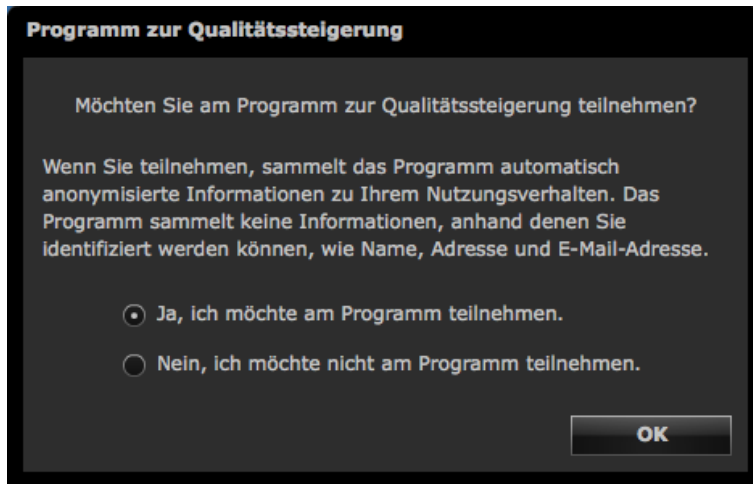 Programm zur Qualitätssteigerung
Möchten Sie am Programm zur Qualitätssteigerung teilnehmen?
Wenn Sie teilnehmen, sammelt das Programm automatisch
anonymisierte Informationen zu Ihrem Nutzungsverhalten. Das
Programm sammelt keine Informationen, anhand denen Sie
identifiziert werden können, wie Name, Adresse und E-Mail-Adresse.
Ja, ich möchte am Programm teilnehmen.
Nein, ich möchte nicht am Programm teilnehmen.
OK